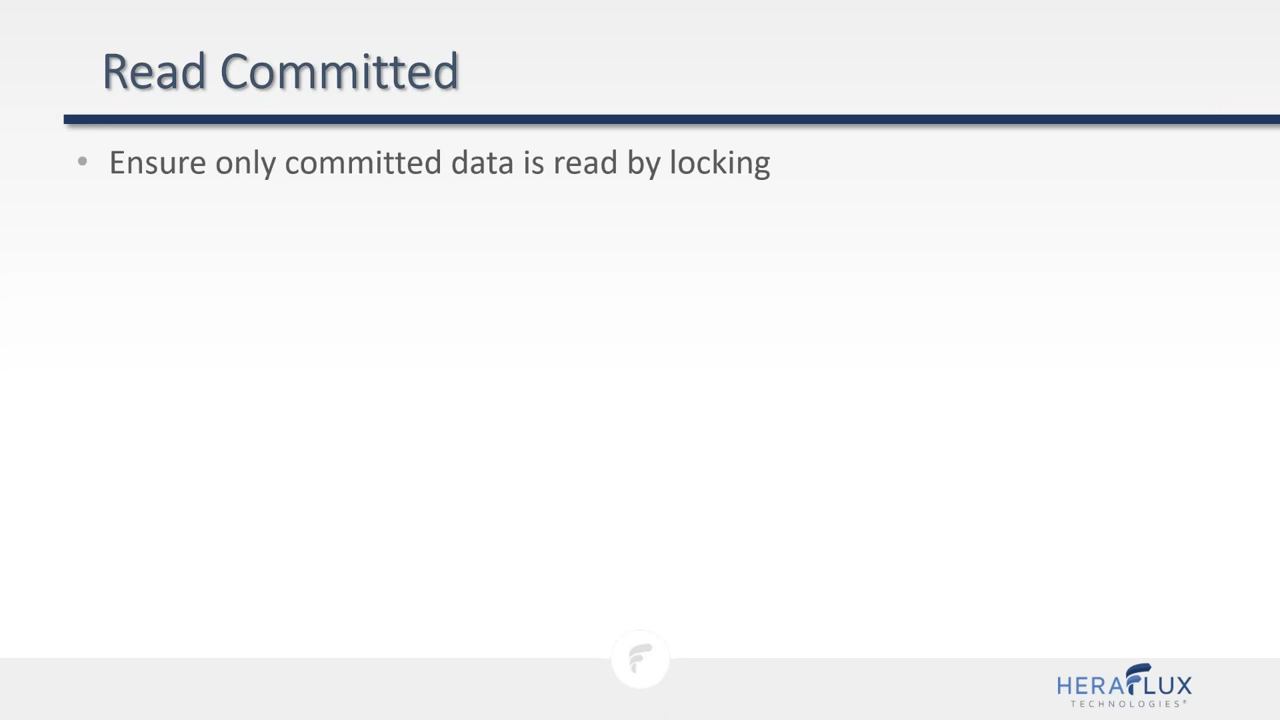 Read Committed
• Ensure only committed data is read by locking
HERAFLUX
TECHNOLOGIES®